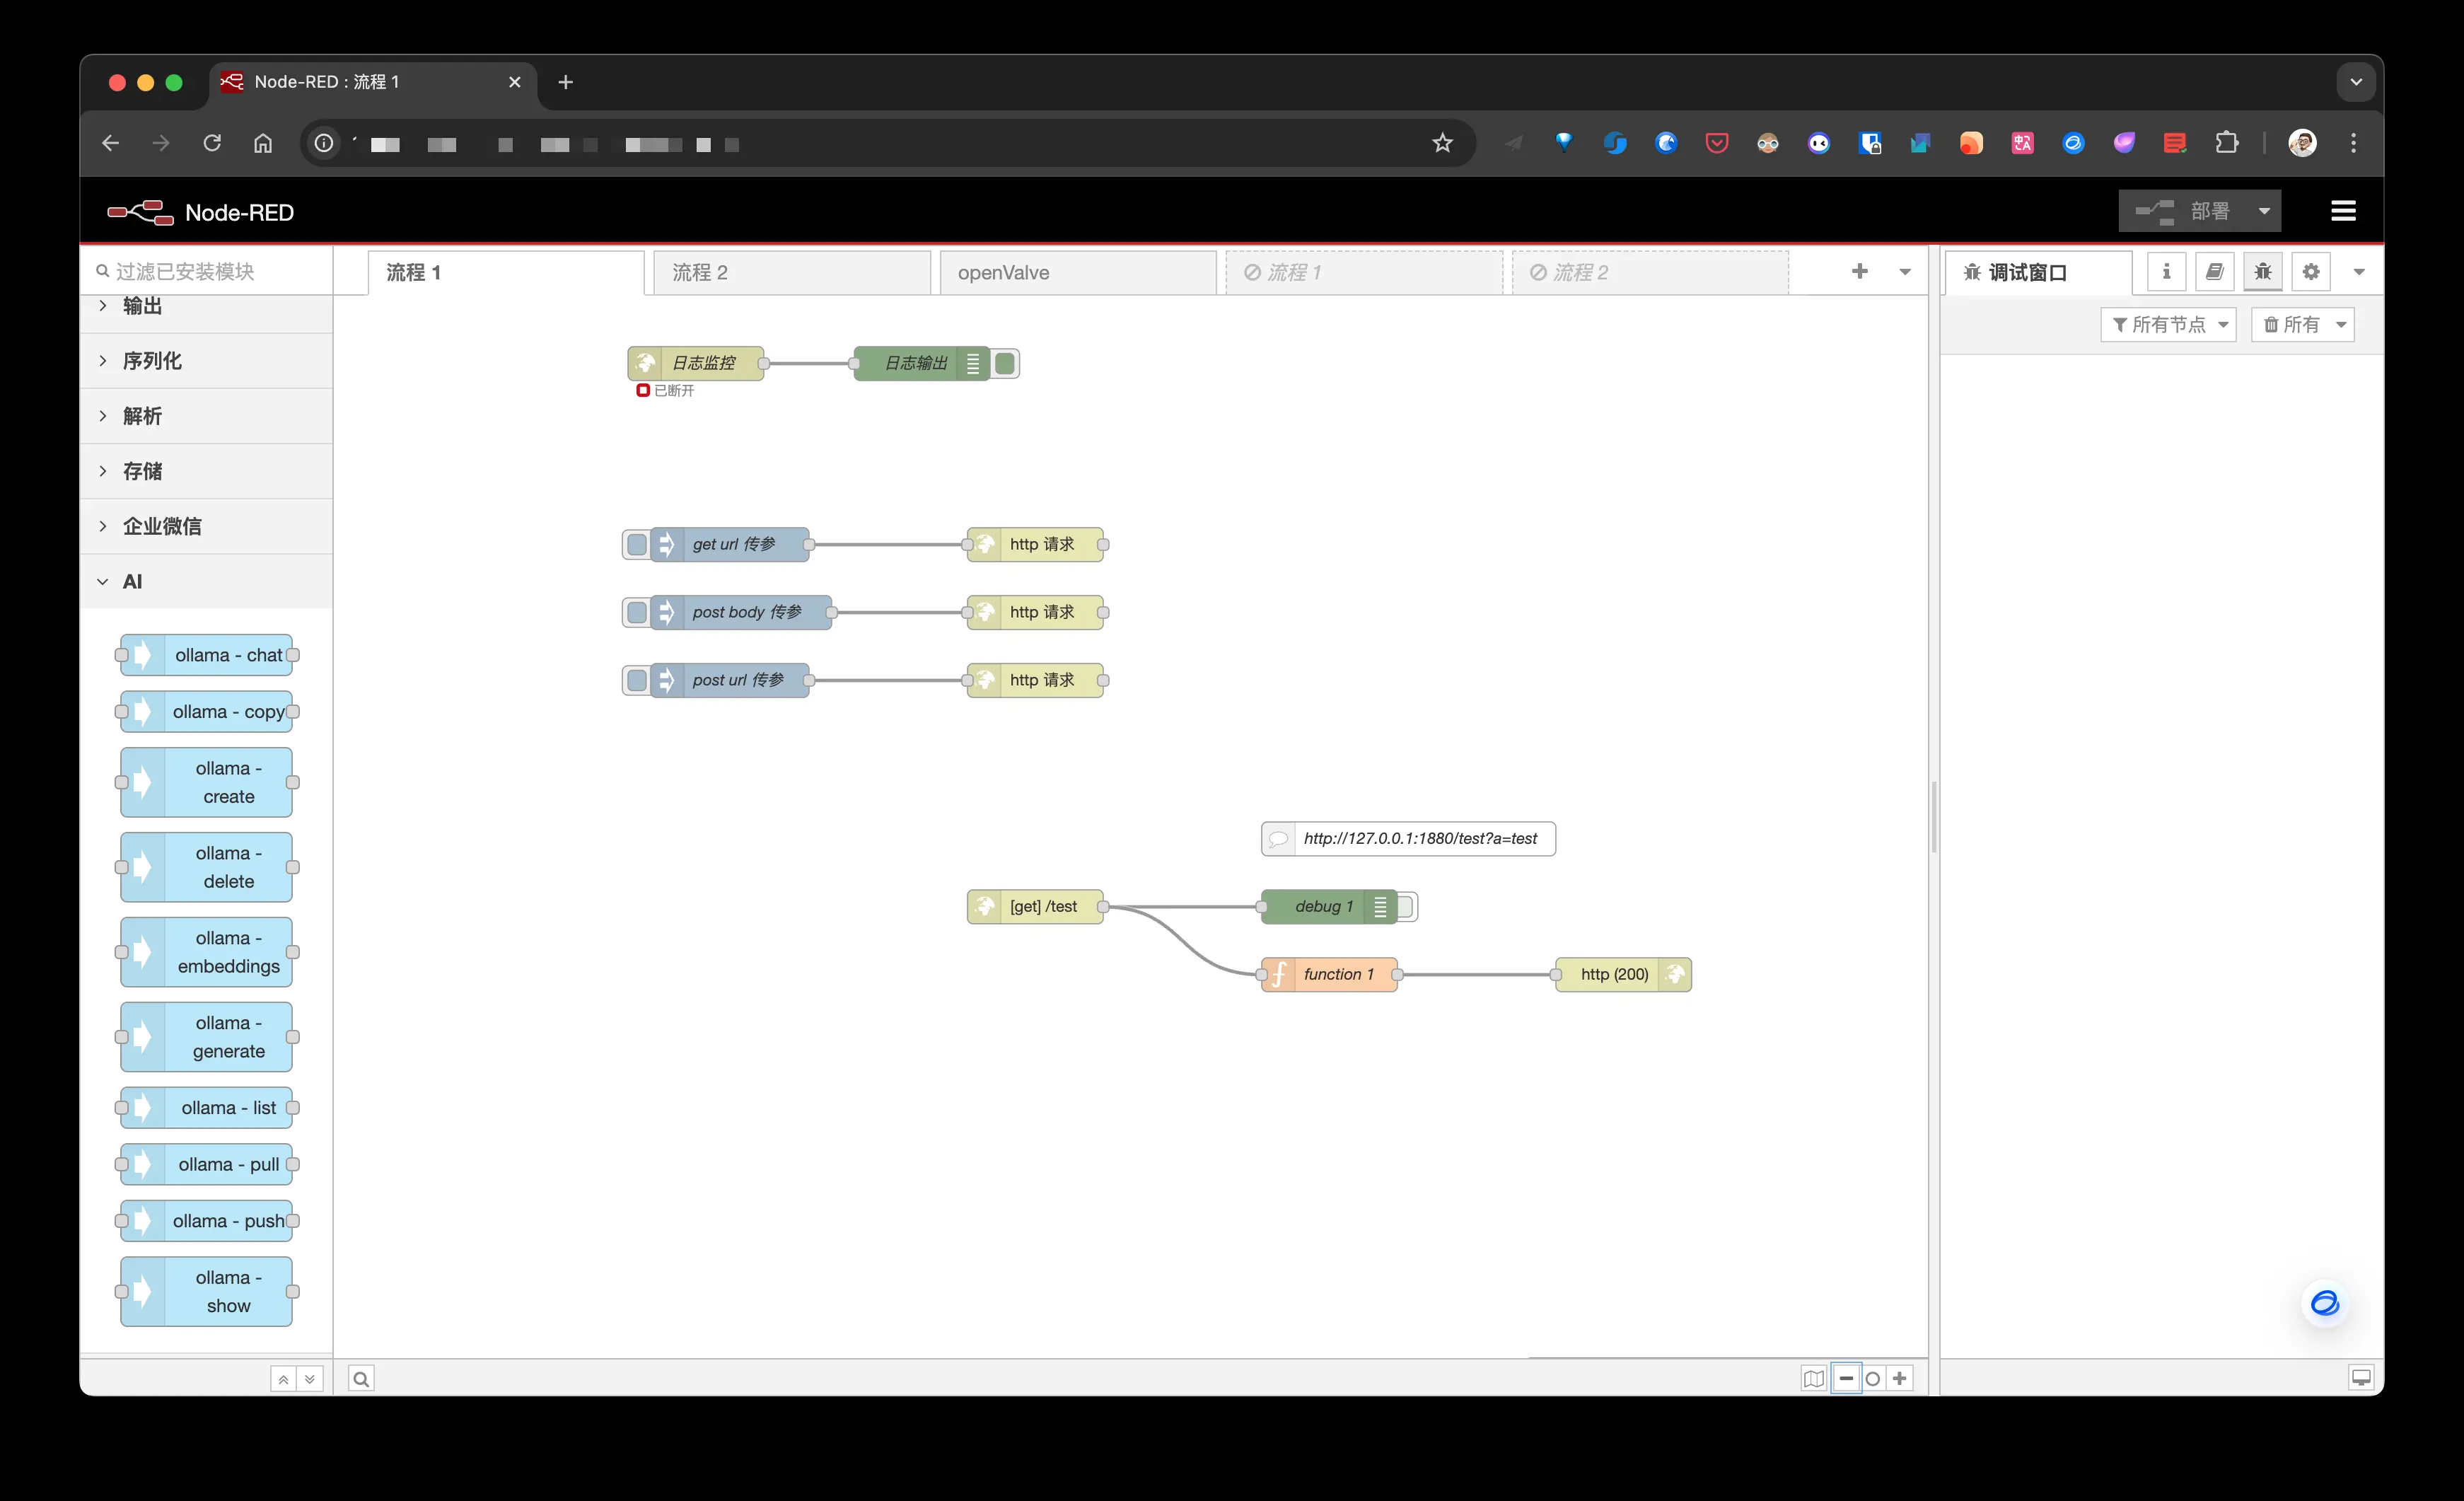 Node-RED : 流程 1
Node-RED
部署
过滤已安装模块
输出
序列化
解析
存储
企业微信
AI
ollama - chat
ollama - copy
ollama -
create
ollama -
delete
ollama -
embeddings
ollama -
generate
ollama - list
ollama - pull
ollama - push
ollama -
show
流程 1
流程 2
openValve
流程 1
流程 2
日志监控
日志输出
已断开
get url 传参
http 请求
post body 传参
http 请求
post url 传参
http 请求
http://127.0.0.1:1880/test?a=test
[get] /test
debug 1
function 1
http (200)
调试窗口
所有节点
所有